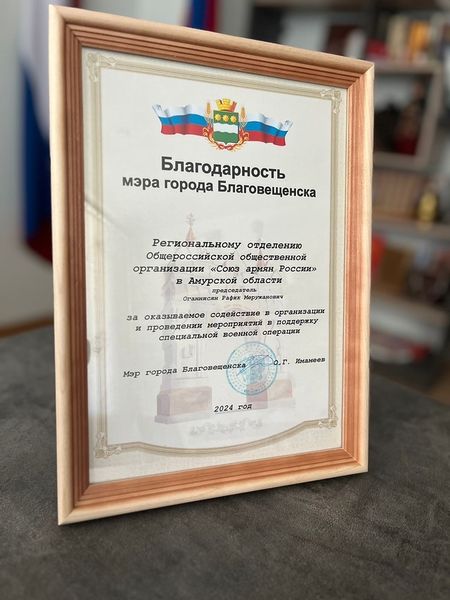 Благодарность
мэра города Благовещенска
Региональному отделению
Общероссийской общественной
организации «Союз армян России»
в Амурской области
председатель
Оганнисян Рафик Меружанович
за оказываемое содействие в организации
и проведении мероприятий в поддержку
специальной военной операции
Мэр города Благовещенска О.Г. Имамеев
2024 год